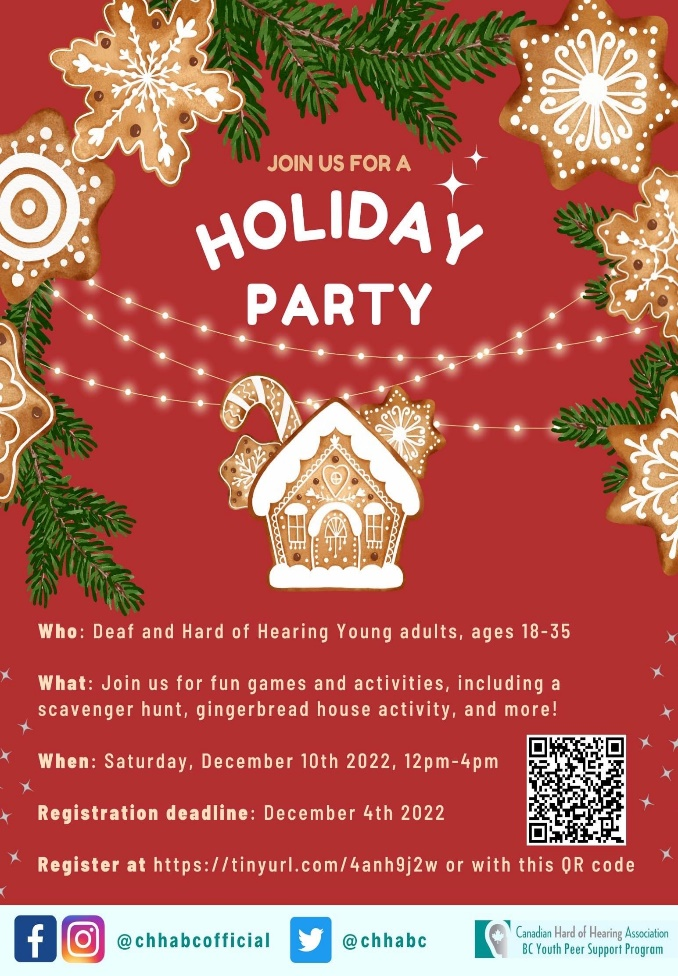 JOIN US FOR A
HOLIDAY
PARTY
Who: Deaf and Hard of Hearing Young adults, ages 18-35
What: Join us for fun games and activities, including a
scavenger hunt, gingerbread house activity, and more!
When: Saturday, December 10th 2022, 12pm-4pm
Registration deadline: December 4th 2022
Register at https://tinyurl.com/4anh9j2w or with this QR code
@chhabcofficial
@chhabc
Canadian Hard of Hearing Association
BC Youth Peer Support Program